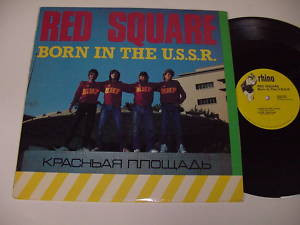 RED SQUARE
BORN IN THE U.S.S.R.
КРАСНЬАЯ ПЛОЩАДЬ
rhino
RED SQUARE
Born In The U.S.S.R.